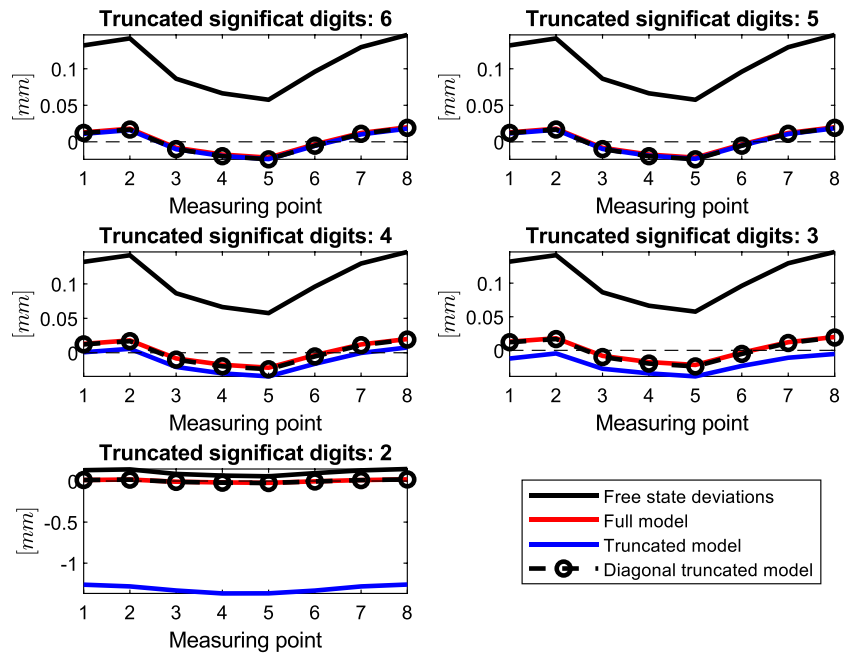 Truncated significat digits: 6
0.1
0.05
0
[mm]
1 2 3 4 5 6 7 8
Measuring point
Truncated significat digits: 5
0.1
0.05
0
[mm]
1 2 3 4 5 6 7 8
Measuring point
Truncated significat digits: 4
0.1
0.05
0
[mm]
1 2 3 4 5 6 7 8
Measuring point
Truncated significat digits: 3
0.1
0.05
0
[mm]
1 2 3 4 5 6 7 8
Measuring point
Truncated significat digits: 2
0
-0.5
-1
[mm]
1 2 3 4 5 6 7 8
Measuring point
Free state deviations
Full model
Truncated model
Diagonal truncated model